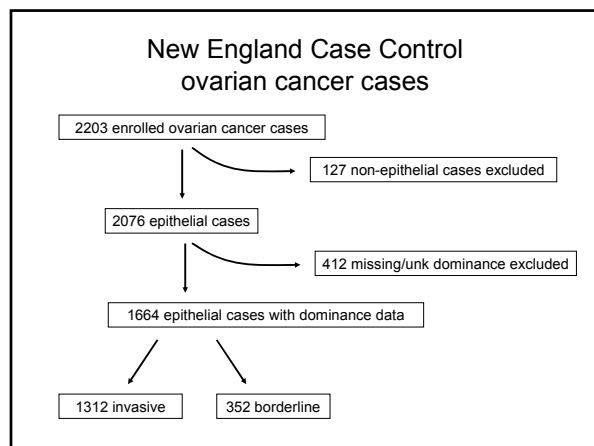 New England Case Control
ovarian cancer cases
2203 enrolled ovarian cancer cases
127 non-epithelial cases excluded
2076 epithelial cases
412 missing/unk dominance excluded
1664 epithelial cases with dominance data
1312 invasive
352 borderline